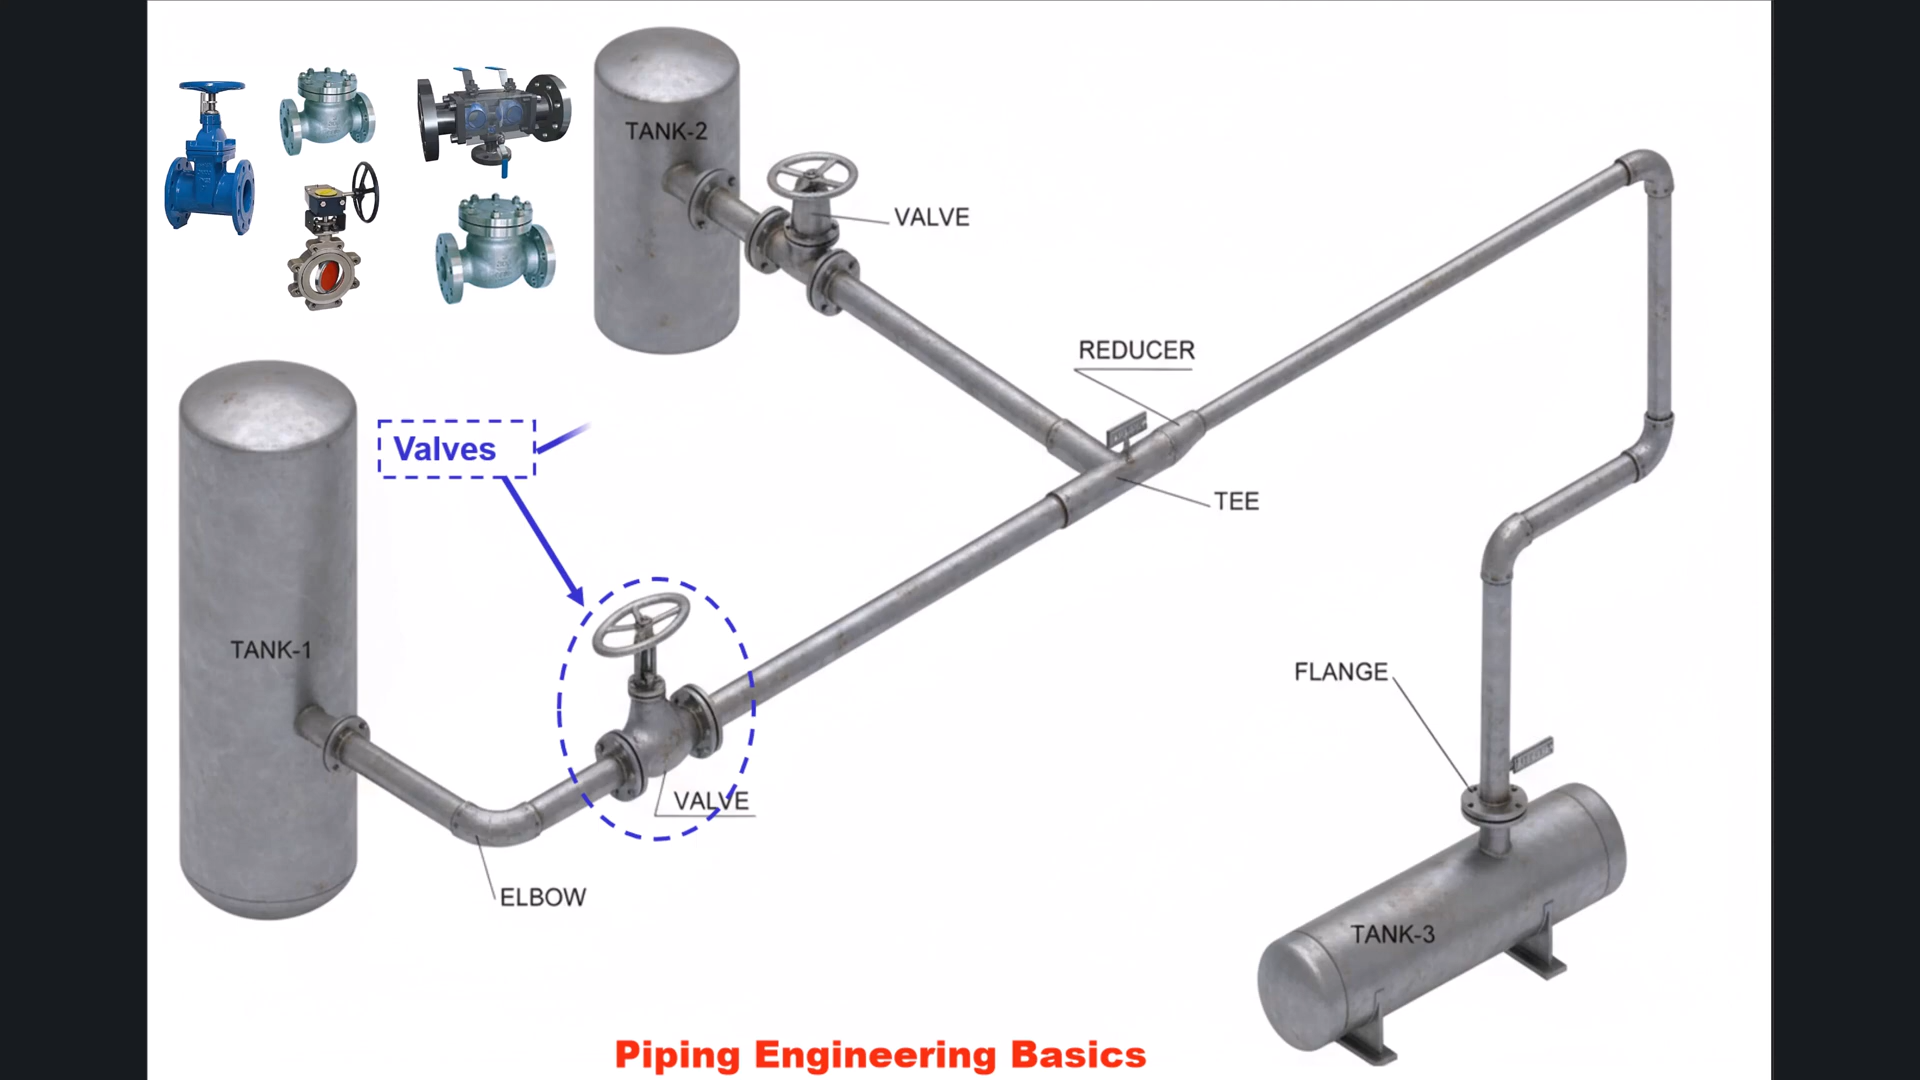 TANK-2
VALVE
REDUCER
Valves
TEE
TANK-1
FLANGE
VALVE
ELBOW
TANK-3
Piping Engineering Basics